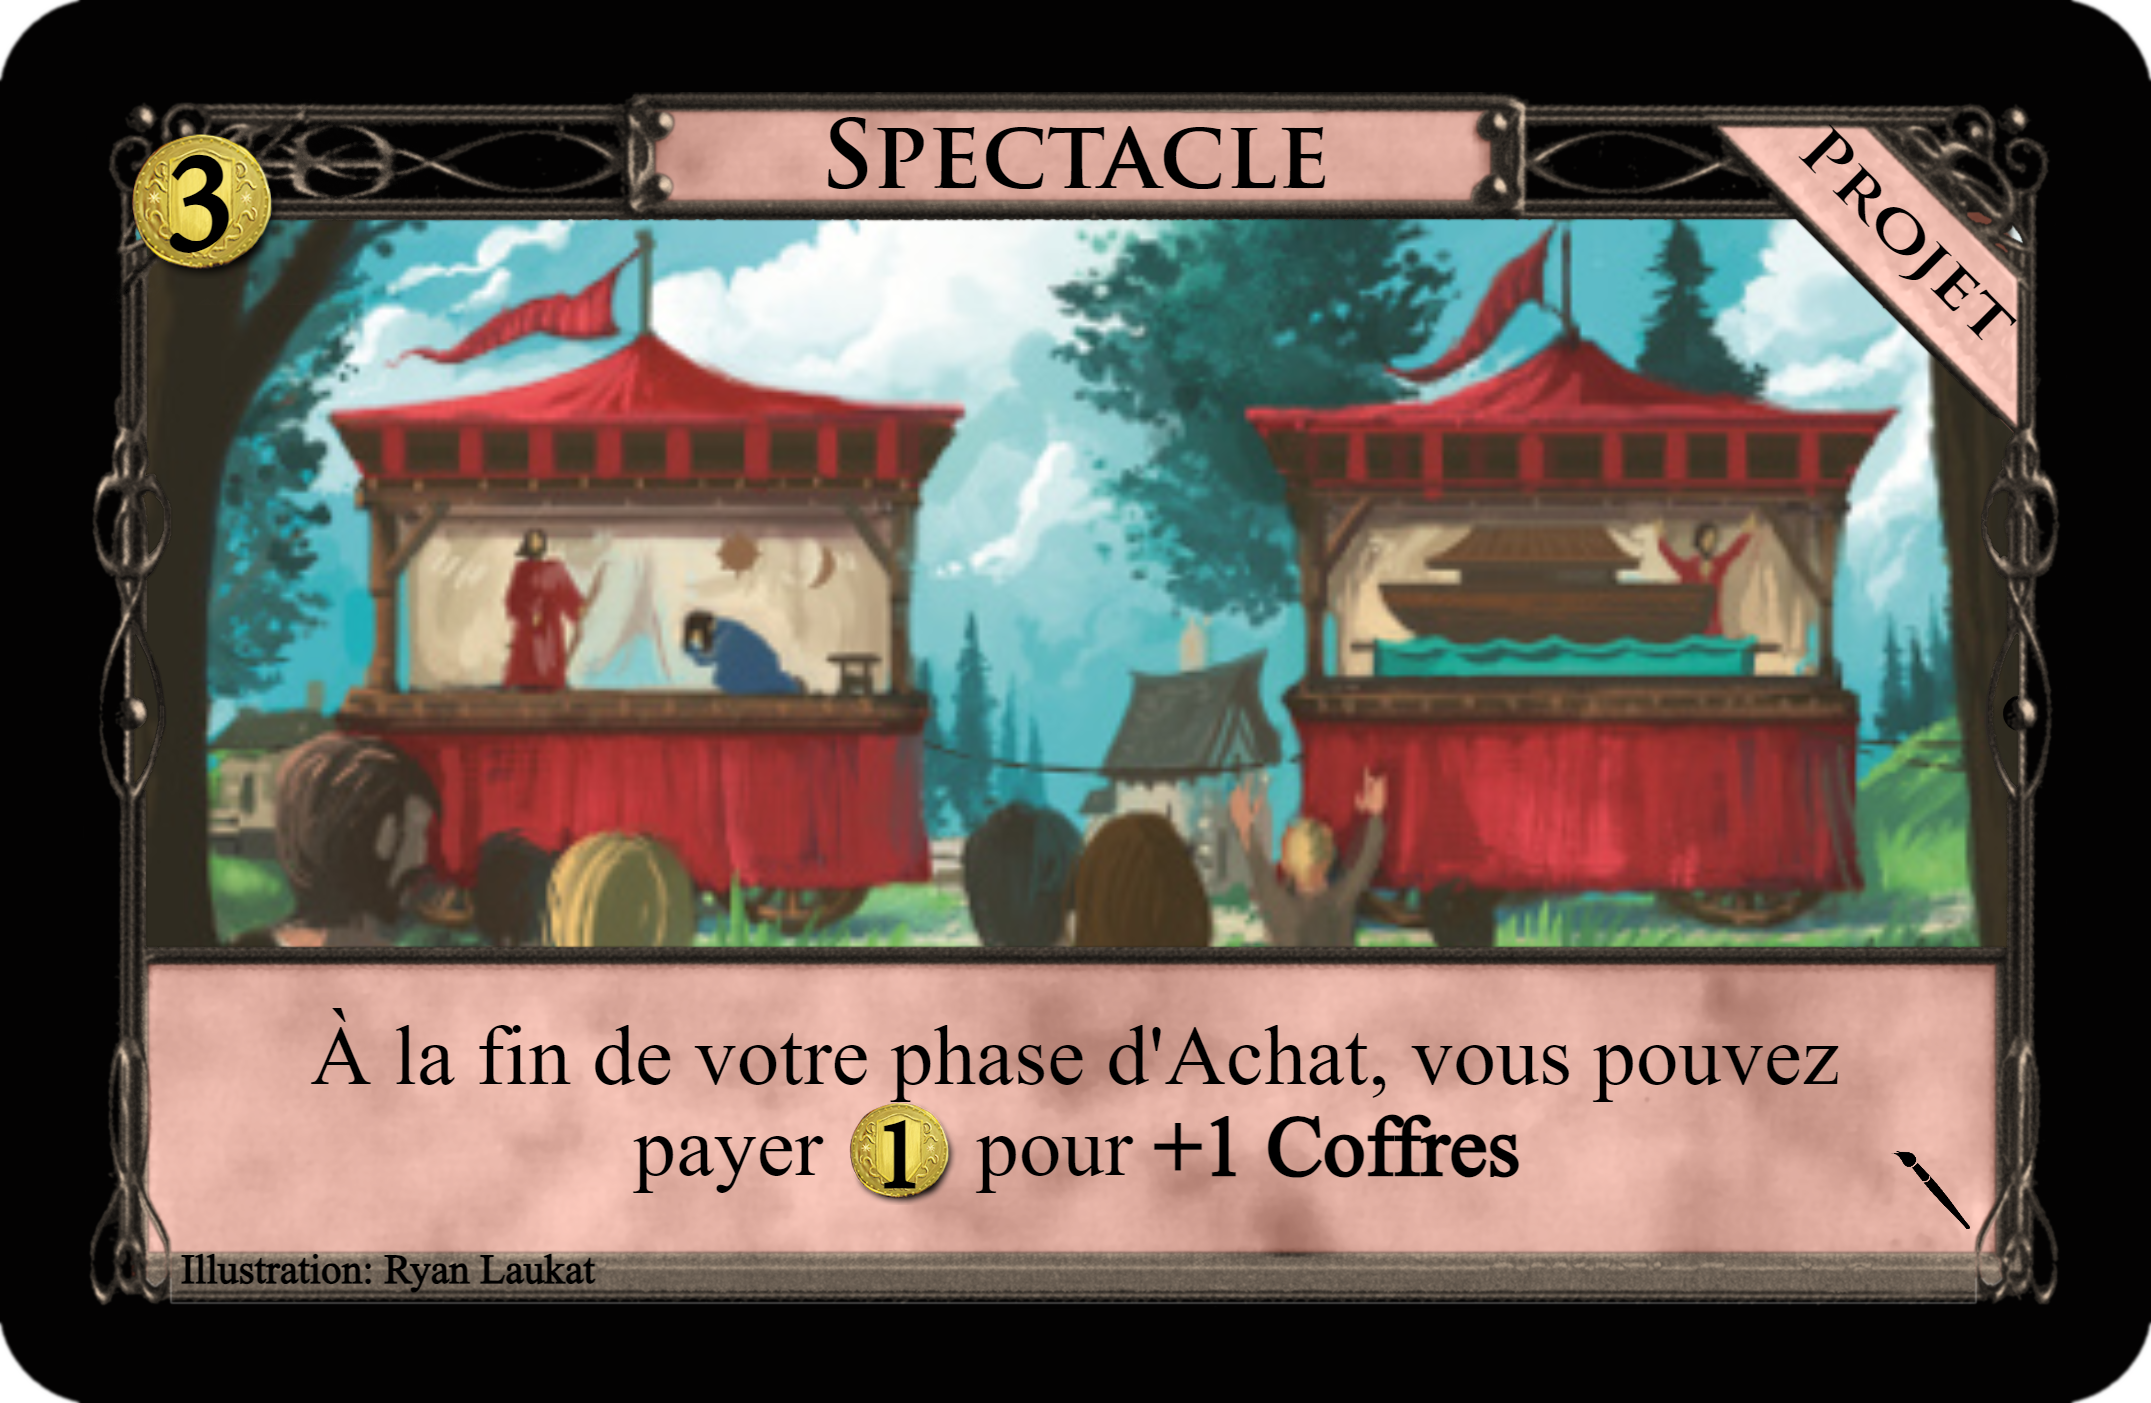 3
SPECTACLE
PROJET
À la fin de votre phase d'Achat, vous pouvez
payer 1 pour +1 Coffres
Illustration: Ryan Laukat